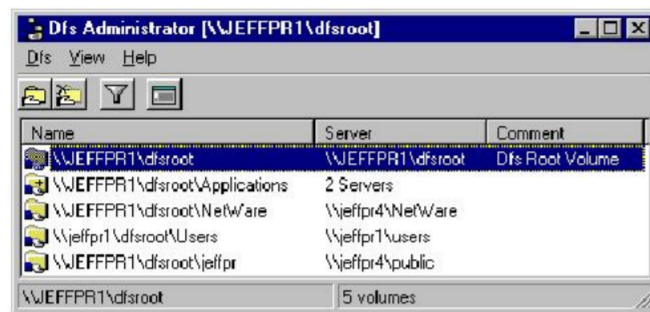 Dfs Administrator [\\JEFFPR1\dfsroot]
Dfs View Help
Name Server Comment
\\JEFFPR1\dfsroot \\JEFFPR1\dfsroot Dfs Root Volume
\\JEFFPR1\dfsroot\Applications 2 Servers
\\JEFFPR1\dfsroot\NetWare \\jeffpr4\NetWare
\\jeffpr1\dfsroot\Users \\jeffpr1\users
\\JEFFPR1\dfsroot\jeffpr \\jeffpr4\public
\\JEFFPR1\dfsroot 5 volumes